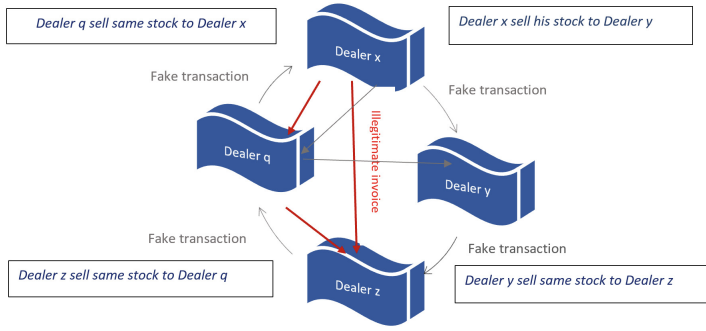 Dealer q sell same stock to Dealer x
Dealer x sell his stock to Dealer y
Dealer x
Fake transaction
Fake transaction
Illegitimate invoice
Dealer q
Dealer y
Fake transaction
Fake transaction
Dealer z sell same stock to Dealer q
Dealer z
Dealer y sell same stock to Dealer z